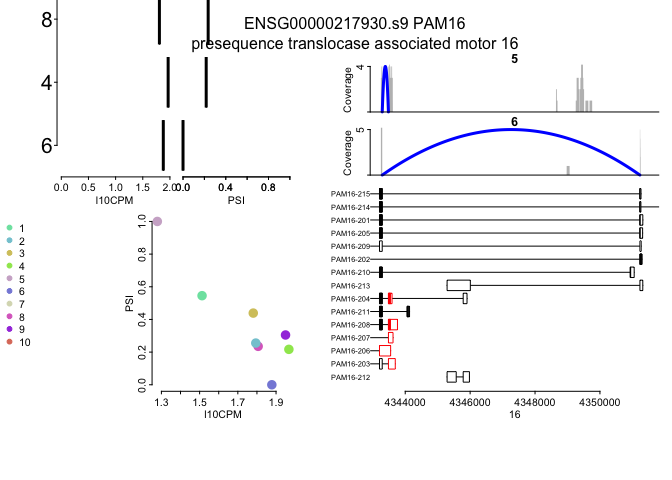 ENSG00000217930.s9 PAM16
presequence translocase associated motor 16
8
4
6
0.0 0.5 1.0 1.5 2.0
l10CPM
0.0 0.4 0.8
PSI
5
Coverage
4
6
Coverage
5
PAM16-215
PAM16-214
PAM16-201
PAM16-205
PAM16-209
PAM16-202
PAM16-210
PAM16-213
PAM16-204
PAM16-211
PAM16-208
PAM16-207
PAM16-206
PAM16-203
PAM16-212
4344000 4346000 4348000 4350000
16
1
2
3
4
5
6
7
8
9
10
PSI
0.0 0.2 0.4 0.6 0.8 1.0
1.3 1.5 1.7 1.9
l10CPM